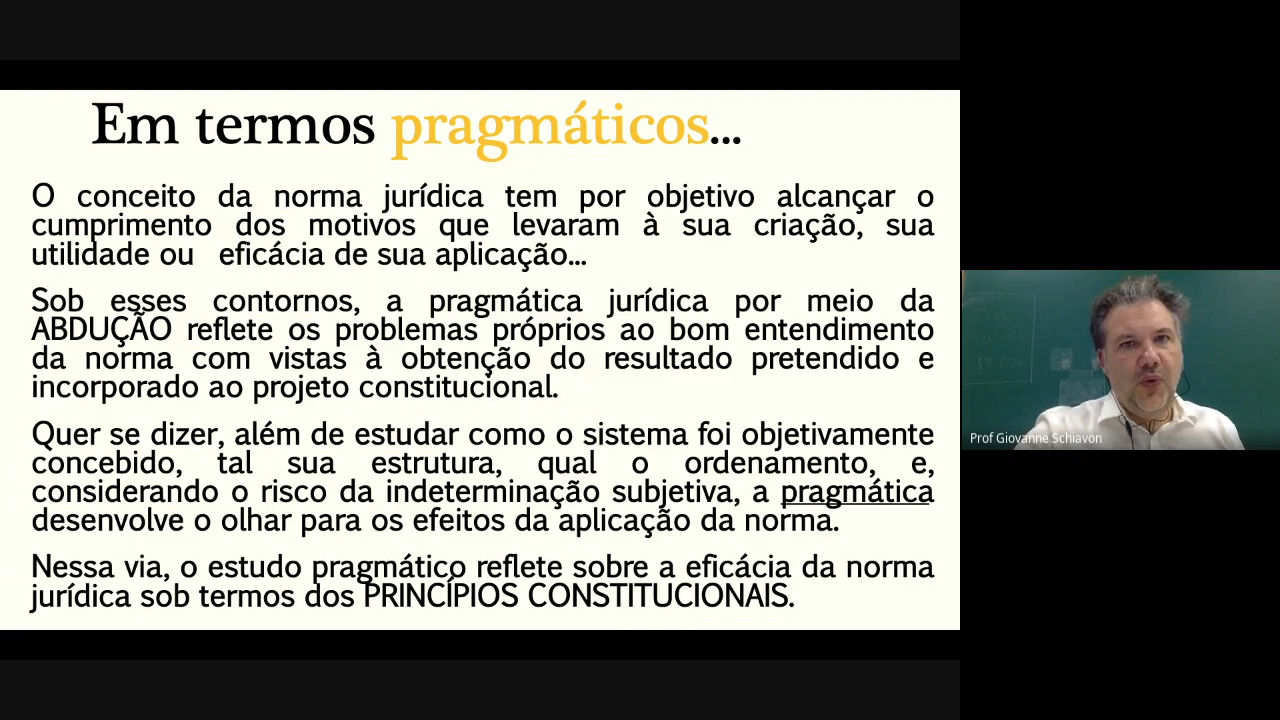 Em termos pragmáticos...
O conceito da norma jurídica tem por objetivo alcançar o
cumprimento dos motivos que levaram à sua criação, sua
utilidade ou eficácia de sua aplicação...
Sob esses contornos, a pragmática jurídica por meio da
ABDUÇÃO reflete os problemas próprios ao bom entendimento
da norma com vistas à obtenção do resultado pretendido e
incorporado ao projeto constitucional.
Quer se dizer, além de estudar como o sistema foi objetivamente
concebido, tal sua estrutura, qual o ordenamento, e,
considerando o risco da indeterminação subjetiva, a pragmática
desenvolve o olhar para os efeitos da aplicação da norma.
Nessa via, o estudo pragmático reflete sobre a eficácia da norma
jurídica sob termos dos PRINCÍPIOS CONSTITUCIONAIS.
Prof Giovanne Schiavon